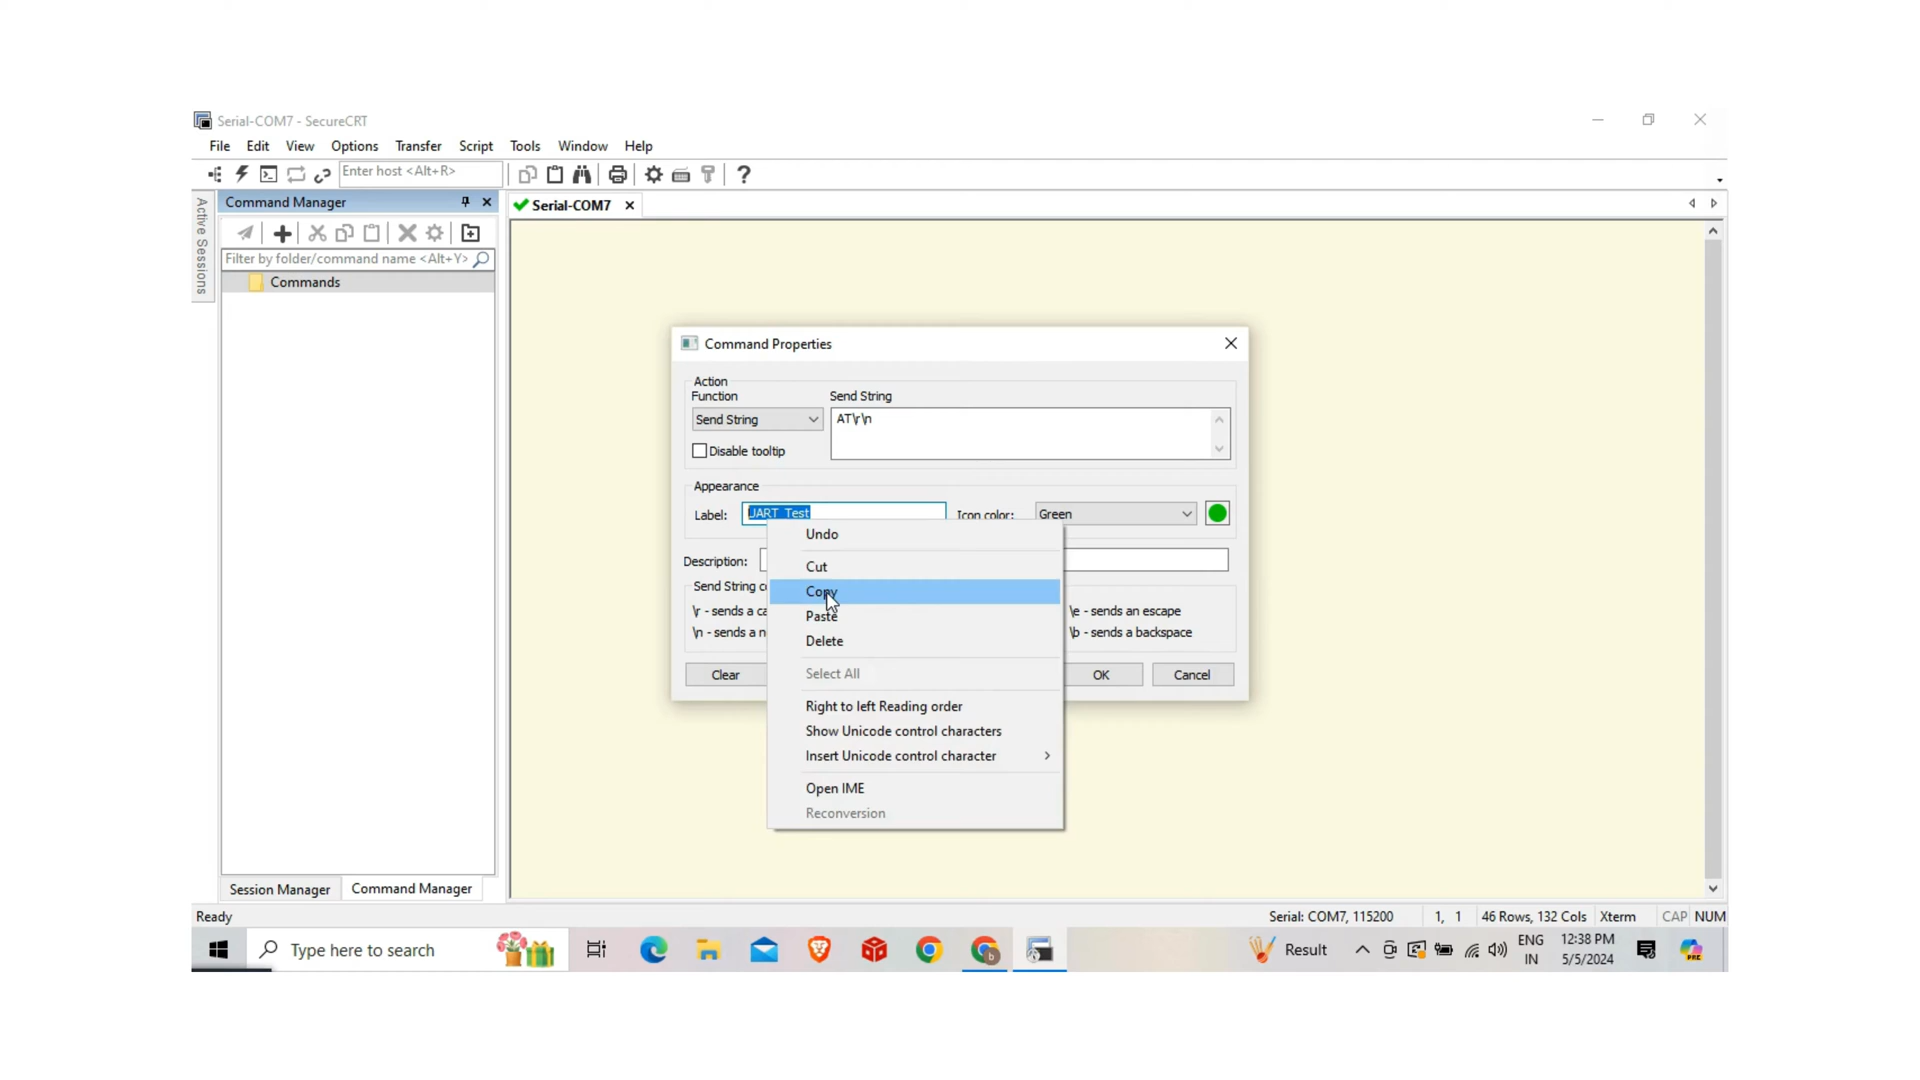 Serial-COM7 - SecureCRT
File Edit View Options Transfer Script Tools Window Help
Enter host <Alt+R>
Active Sessions
Command Manager
Serial-COM7
Filter by folder/command name <Alt+Y>
Commands
Command Properties
Action
Function
Send String
Send String
AT\r\n
Disable tooltip
Appearance
Label: UART_Test
Icon color: Green
Description:
Send String co
\r - sends a ca
\n - sends a n
\e - sends an escape
\b - sends a backspace
Clear
OK
Cancel
Undo
Cut
Copy
Paste
Delete
Select All
Right to left Reading order
Show Unicode control characters
Insert Unicode control character
Open IME
Reconversion
Session Manager
Command Manager
Ready
Serial: COM7, 115200 1, 1 46 Rows, 132 Cols Xterm CAP NUM
Type here to search
Result
ENG
IN
12:38 PM
5/5/2024
PRE